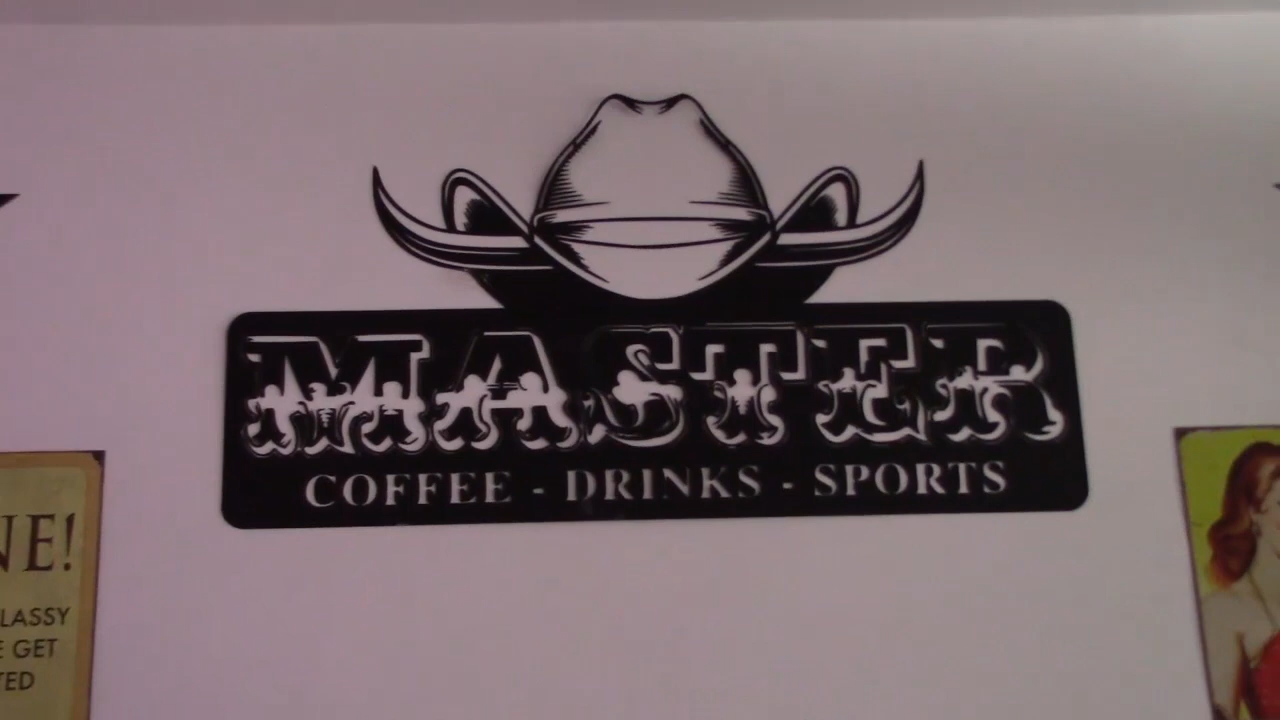 MASTER
COFFEE - DRINKS - SPORTS
NE!
LASSY
E GET
TED